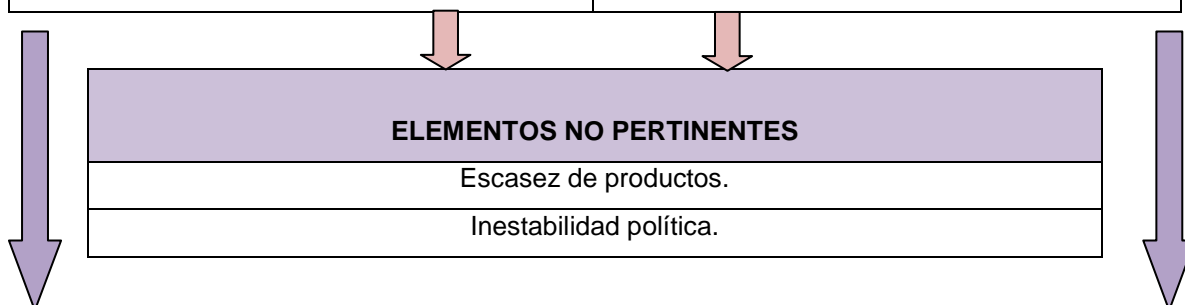 ELEMENTOS NO PERTINENTES
Escasez de productos.
Inestabilidad política.